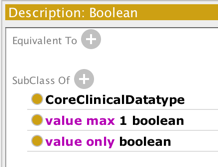 Description: Boolean
Equivalent To
SubClass Of
CoreClinicalDatatype
value max 1 boolean
value only boolean